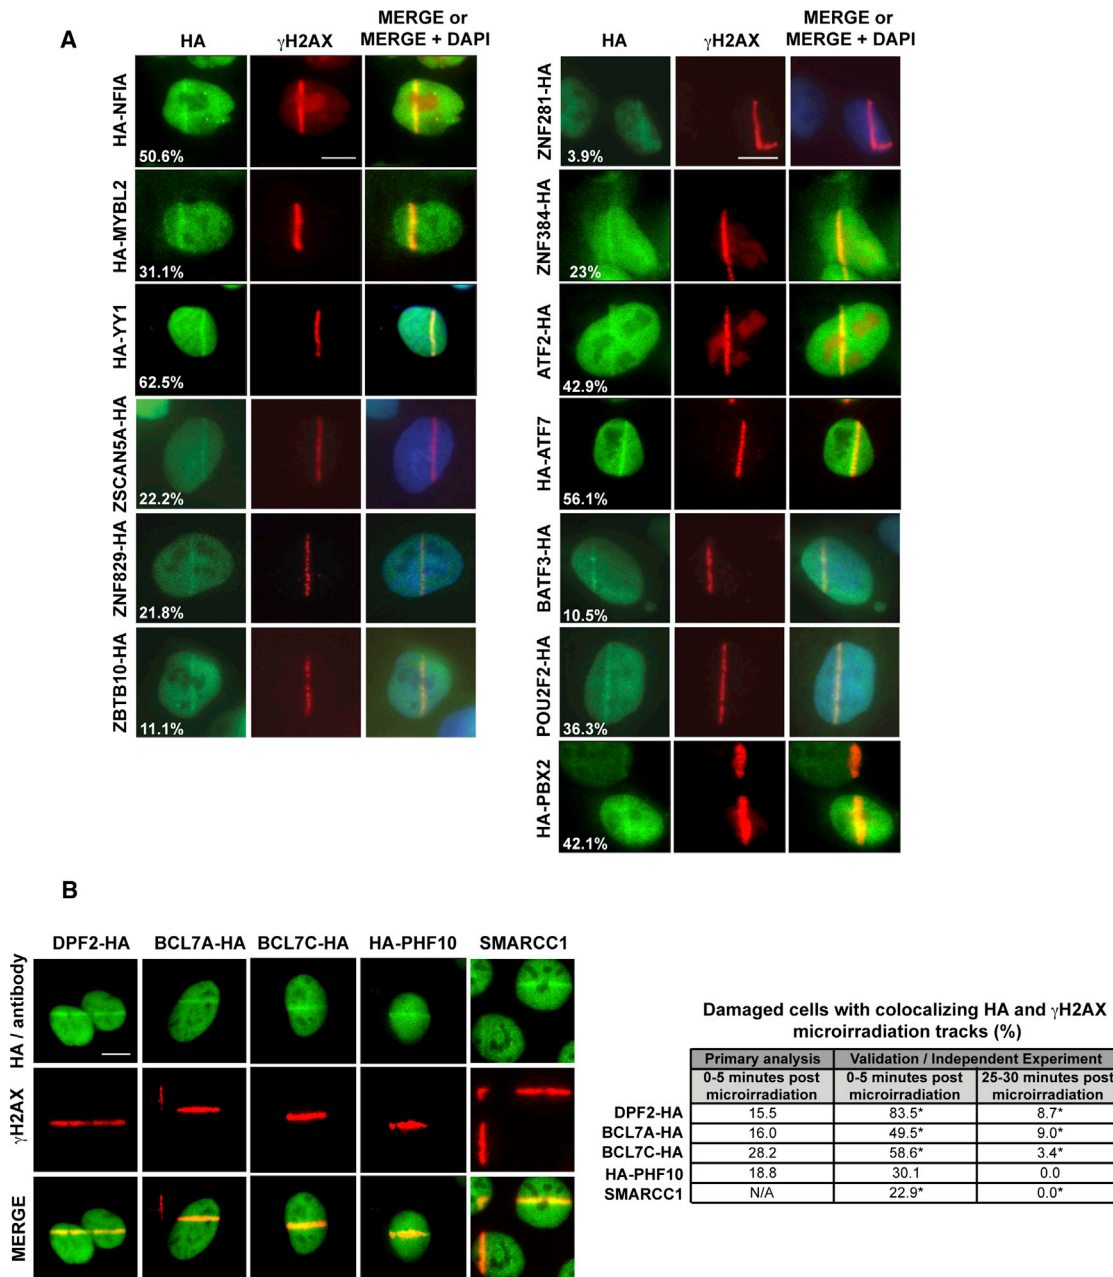 A
HA
γH2AX
MERGE or
MERGE + DAPI
HA-NFIA
50.6%
HA-MYBL2
31.1%
HA-YY1
62.5%
ZSCAN5A-HA
22.2%
ZNF829-HA
21.8%
ZBTB10-HA
11.1%
HA
γH2AX
MERGE or
MERGE + DAPI
ZNF281-HA
3.9%
ZNF384-HA
23%
ATF2-HA
42.9%
HA-ATF7
56.1%
BATF3-HA
10.5%
POU2F2-HA
36.3%
HA-PBX2
42.1%
B
DPF2-HA BCL7A-HA BCL7C-HA HA-PHF10 SMARCC1
HA / antibody
γH2AX
MERGE
Damaged cells with colocalizing HA and γH2AX
microirradiation tracks (%)
Primary analysis Validation / Independent Experiment
0-5 minutes post 0-5 minutes post 25-30 minutes post
microirradiation microirradiation microirradiation
DPF2-HA 15.5 83.5* 8.7*
BCL7A-HA 16.0 49.5* 9.0*
BCL7C-HA 28.2 58.6* 3.4*
HA-PHF10 18.8 30.1 0.0
SMARCC1 N/A 22.9* 0.0*